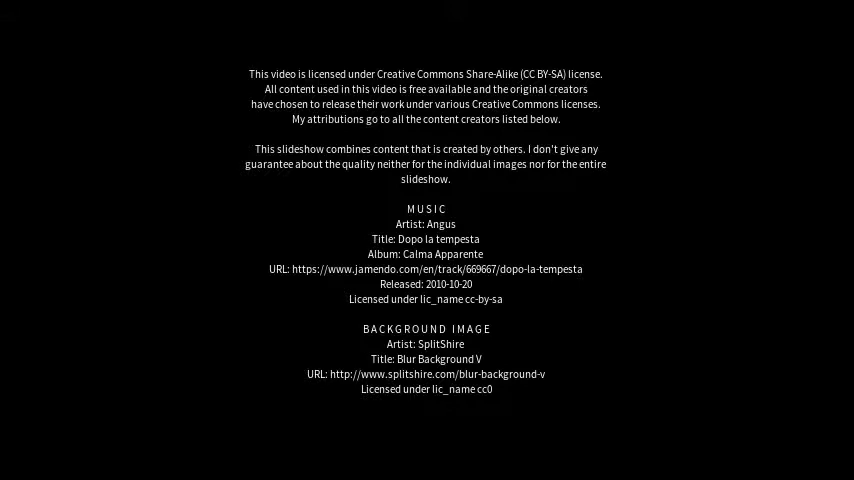 This video is licensed under Creative Commons Share-Alike (CC BY-SA) license.
All content used in this video is free available and the original creators
have chosen to release their work under various Creative Commons licenses.
My attributions go to all the content creators listed below.
This slideshow combines content that is created by others. I don't give any
guarantee about the quality neither for the individual images nor for the entire
slideshow.
MUSIC
Artist: Angus
Title: Dopo la tempesta
Album: Calma Apparente
URL: https://www.jamendo.com/en/track/669667/dopo-la-tempesta
Released: 2010-10-20
Licensed under lic_name cc-by-sa
BACKGROUND IMAGE
Artist: SplitShire
Title: Blur Background V
URL: http://www.splitshire.com/blur-background-v
Licensed under lic_name cc0